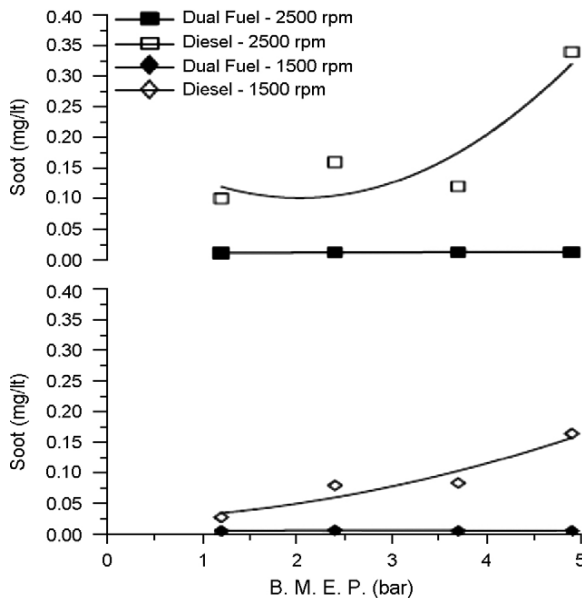 Dual Fuel - 2500 rpm
Diesel - 2500 rpm
Dual Fuel - 1500 rpm
Diesel - 1500 rpm
Soot (mg/lt)
0.40
0.35
0.30
0.25
0.20
0.15
0.10
0.05
0.00
Soot (mg/lt)
0.40
0.35
0.30
0.25
0.20
0.15
0.10
0.05
0.00
0 1 2 3 4 5
B. M. E. P. (bar)